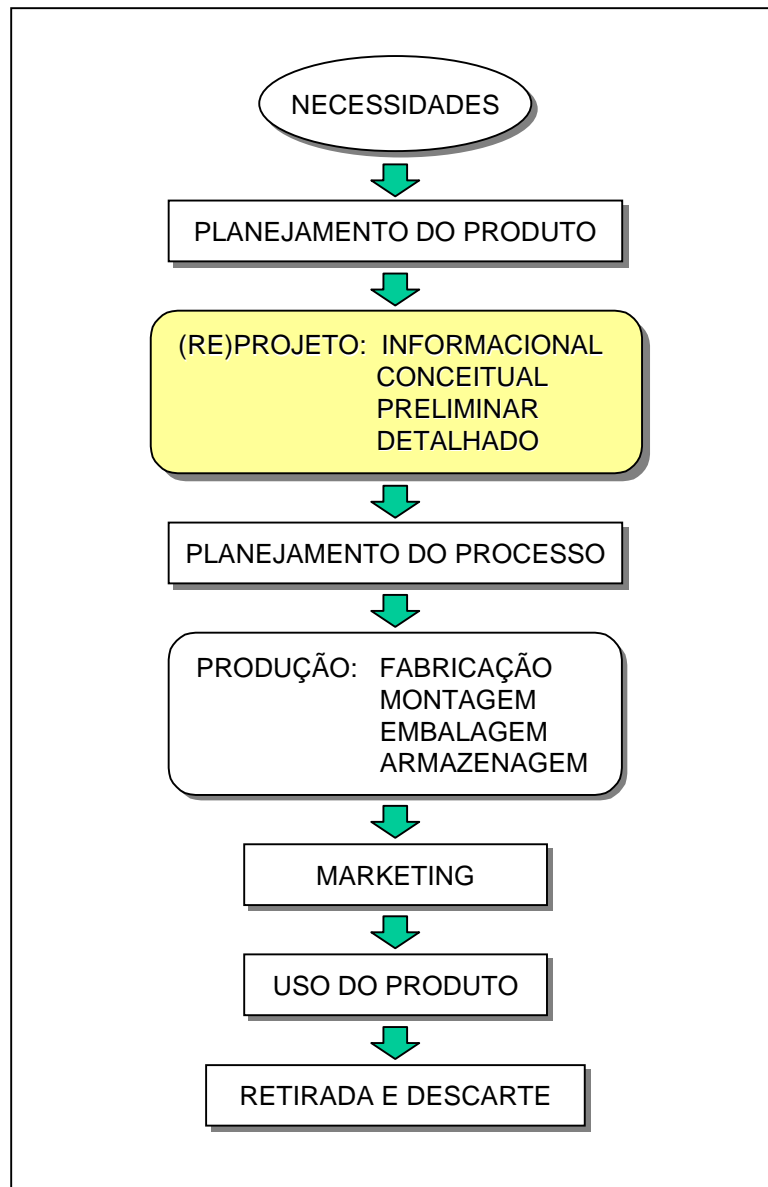 NECESSIDADES
PLANEJAMENTO DO PRODUTO
(RE)PROJETO: INFORMACIONAL
CONCEITUAL
PRELIMINAR
DETALHADO
PLANEJAMENTO DO PROCESSO
PRODUÇÃO: FABRICAÇÃO
MONTAGEM
EMBALAGEM
ARMAZENAGEM
MARKETING
USO DO PRODUTO
RETIRADA E DESCARTE